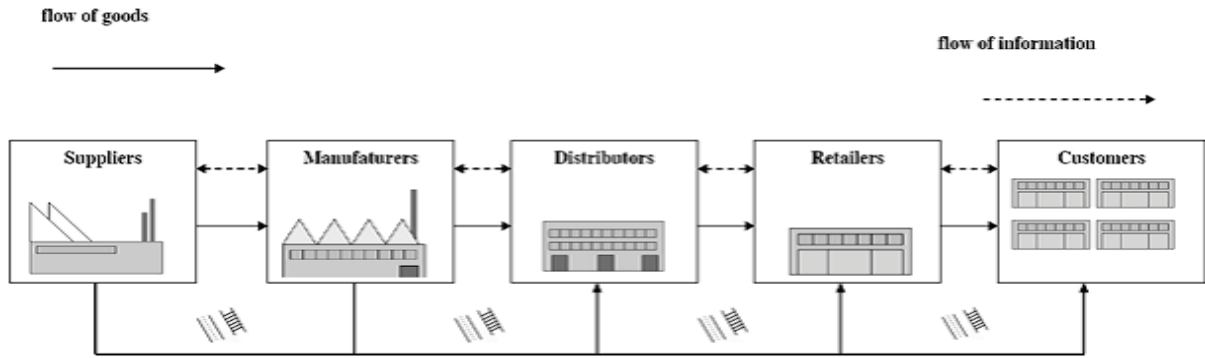 flow of goods
flow of information
Suppliers
Manufaturers
Distributors
Retailers
Customers